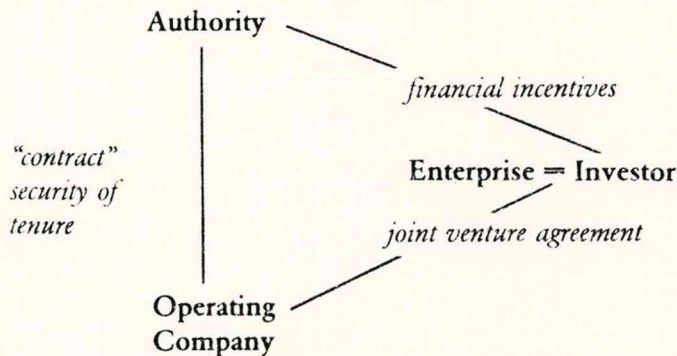 Authority
financial incentives
"contract"
security of
tenure
Enterprise = Investor
joint venture agreement
Operating
Company